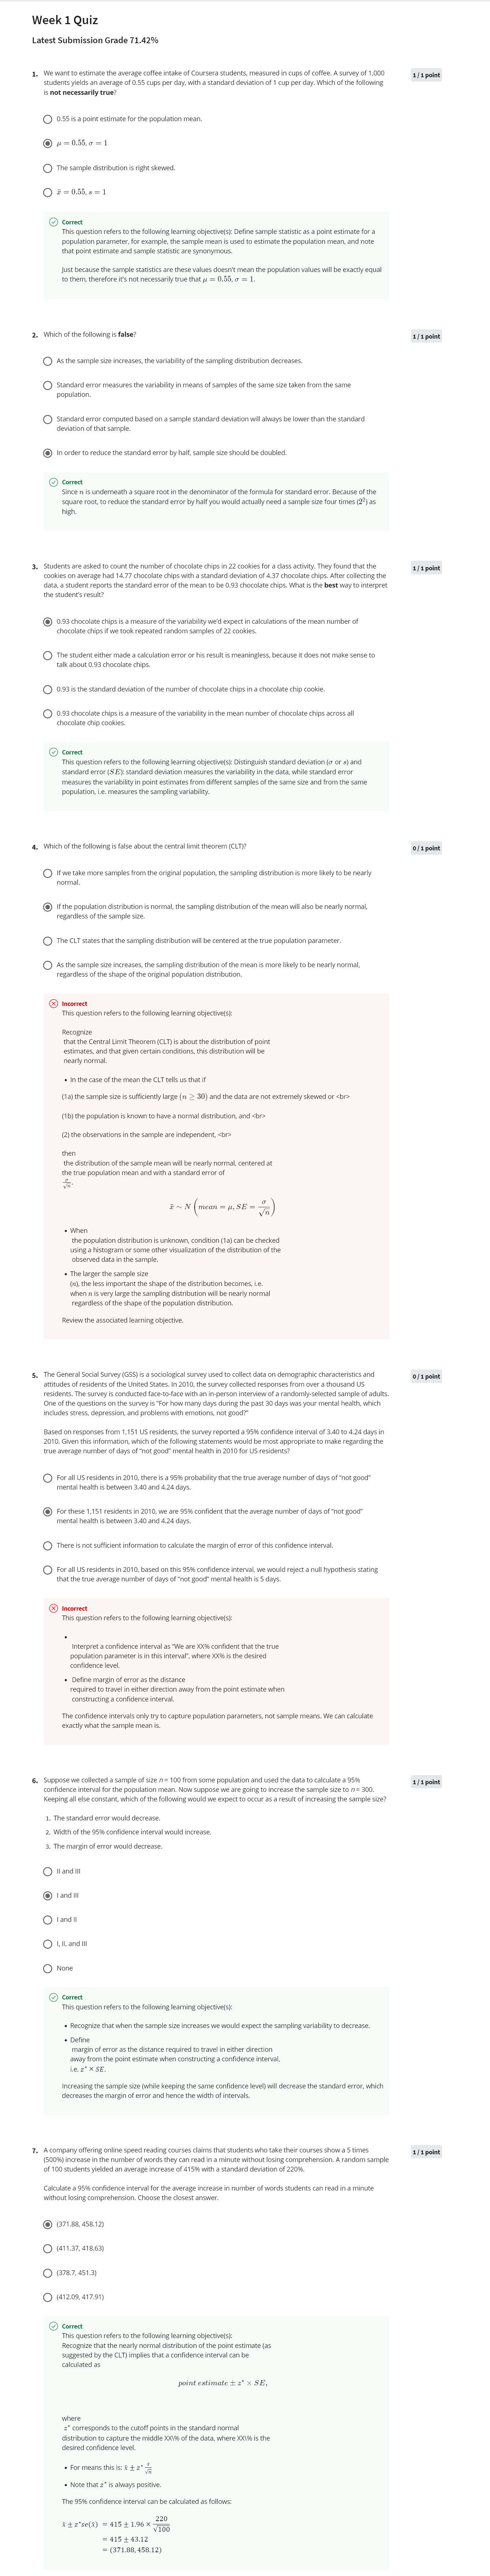 Week 1 Quiz
Latest Submission Grade 71.42%
1. We want to estimate the average coffee intake of Coursera students, measured in cups of coffee. A survey of 1,000
students yields an average of 0.55 cups per day, with a standard deviation of 1 cup per day. Which of the following
is not necessarily true?
1 / 1 point
0.55 is a point estimate for the population mean.
μ = 0.55, σ = 1
The sample distribution is right skewed.
x̄ = 0.55, s = 1
Correct
This question refers to the following learning objective(s): Define sample statistic as a point estimate for a
population parameter, for example, the sample mean is used to estimate the population mean, and note
that point estimate and sample statistic are synonymous.
Just because the sample statistics are these values doesn't mean the population values will be exactly equal
to them, therefore it's not necessarily true that μ = 0.55, σ = 1.
2. Which of the following is false?
1 / 1 point
As the sample size increases, the variability of the sampling distribution decreases.
Standard error measures the variability in means of samples of the same size taken from the same
population.
Standard error computed based on a sample standard deviation will always be lower than the standard
deviation of that sample.
In order to reduce the standard error by half, sample size should be doubled.
Correct
Since n is underneath a square root in the denominator of the formula for standard error. Because of the
square root, to reduce the standard error by half you would actually need a sample size four times (2²) as
high.
3. Students are asked to count the number of chocolate chips in 22 cookies for a class activity. They found that the
cookies on average had 14.77 chocolate chips with a standard deviation of 4.37 chocolate chips. After collecting the
data, a student reports the standard error of the mean to be 0.93 chocolate chips. What is the best way to interpret
the student's result?
1 / 1 point
0.93 chocolate chips is a measure of the variability we'd expect in calculations of the mean number of
chocolate chips if we took repeated random samples of 22 cookies.
The student either made a calculation error or his result is meaningless, because it does not make sense to
talk about 0.93 chocolate chips.
0.93 is the standard deviation of the number of chocolate chips in a chocolate chip cookie.
0.93 chocolate chips is a measure of the variability in the mean number of chocolate chips across all
chocolate chip cookies.
Correct
This question refers to the following learning objective(s): Distinguish standard deviation (σ or s) and
standard error (SE): standard deviation measures the variability in the data, while standard error
measures the variability in point estimates from different samples of the same size and from the same
population, i.e. measures the sampling variability.
4. Which of the following is false about the central limit theorem (CLT)?
0 / 1 point
If we take more samples from the original population, the sampling distribution is more likely to be nearly
normal.
If the population distribution is normal, the sampling distribution of the mean will also be nearly normal,
regardless of the sample size.
The CLT states that the sampling distribution will be centered at the true population parameter.
As the sample size increases, the sampling distribution of the mean is more likely to be nearly normal,
regardless of the shape of the original population distribution.
Incorrect
This question refers to the following learning objective(s):
Recognize
that the Central Limit Theorem (CLT) is about the distribution of point
estimates, and that given certain conditions, this distribution will be
nearly normal.
• In the case of the mean the CLT tells us that if
(1a) the sample size is sufficiently large (n ≥ 30) and the data are not extremely skewed or <br>
(1b) the population is known to have a normal distribution, and <br>
(2) the observations in the sample are independent, <br>
then
the distribution of the sample mean will be nearly normal, centered at
the true population mean and with a standard error of
σ/√n.
x̄ ∼ N (mean = μ, SE = σ/√n)
• When
the population distribution is unknown, condition (1a) can be checked
using a histogram or some other visualization of the distribution of the
observed data in the sample.
• The larger the sample size
(n), the less important the shape of the distribution becomes, i.e.
when n is very large the sampling distribution will be nearly normal
regardless of the shape of the population distribution.
Review the associated learning objective.
5. The General Social Survey (GSS) is a sociological survey used to collect data on demographic characteristics and
attitudes of residents of the United States. In 2010, the survey collected responses from over a thousand US
residents. The survey is conducted face-to-face with an in-person interview of a randomly-selected sample of adults.
One of the questions on the survey is "For how many days during the past 30 days was your mental health, which
includes stress, depression, and problems with emotions, not good?"
0 / 1 point
Based on responses from 1,151 US residents, the survey reported a 95% confidence interval of 3.40 to 4.24 days in
2010. Given this information, which of the following statements would be most appropriate to make regarding the
true average number of days of "not good" mental health in 2010 for US residents?
For all US residents in 2010, there is a 95% probability that the true average number of days of "not good"
mental health is between 3.40 and 4.24 days.
For these 1,151 residents in 2010, we are 95% confident that the average number of days of "not good"
mental health is between 3.40 and 4.24 days.
There is not sufficient information to calculate the margin of error of this confidence interval.
For all US residents in 2010, based on this 95% confidence interval, we would reject a null hypothesis stating
that the true average number of days of "not good" mental health is 5 days.
Incorrect
This question refers to the following learning objective(s):
•
Interpret a confidence interval as "We are XX% confident that the true
population parameter is in this interval", where XX% is the desired
confidence level.
• Define margin of error as the distance
required to travel in either direction away from the point estimate when
constructing a confidence interval.
The confidence intervals only try to capture population parameters, not sample means. We can calculate
exactly what the sample mean is.
6. Suppose we collected a sample of size n = 100 from some population and used the data to calculate a 95%
confidence interval for the population mean. Now suppose we are going to increase the sample size to n = 300.
Keeping all else constant, which of the following would we expect to occur as a result of increasing the sample size?
1 / 1 point
1. The standard error would decrease.
2. Width of the 95% confidence interval would increase.
3. The margin of error would decrease.
II and III
I and III
I and II
I, II, and III
None
Correct
This question refers to the following learning objective(s):
• Recognize that when the sample size increases we would expect the sampling variability to decrease.
• Define
margin of error as the distance required to travel in either direction
away from the point estimate when constructing a confidence interval,
i.e. z* × SE.
Increasing the sample size (while keeping the same confidence level) will decrease the standard error, which
decreases the margin of error and hence the width of intervals.
7. A company offering online speed reading courses claims that students who take their courses show a 5 times
(500%) increase in the number of words they can read in a minute without losing comprehension. A random sample
of 100 students yielded an average increase of 415% with a standard deviation of 220%.
1 / 1 point
Calculate a 95% confidence interval for the average increase in number of words students can read in a minute
without losing comprehension. Choose the closest answer.
(371.88, 458.12)
(411.37, 418.63)
(378.7, 451.3)
(412.09, 417.91)
Correct
This question refers to the following learning objective(s):
Recognize that the nearly normal distribution of the point estimate (as
suggested by the CLT) implies that a confidence interval can be
calculated as
point estimate ± z* × SE,
where
z* corresponds to the cutoff points in the standard normal
distribution to capture the middle XX\% of the data, where XX\% is the
desired confidence level.
• For means this is: x̄ ± z* s/√n
• Note that z* is always positive.
The 95% confidence interval can be calculated as follows:
x̄ ± z*se(x̄) = 415 ± 1.96 × 220/√100
= 415 ± 43.12
= (371.88, 458.12)